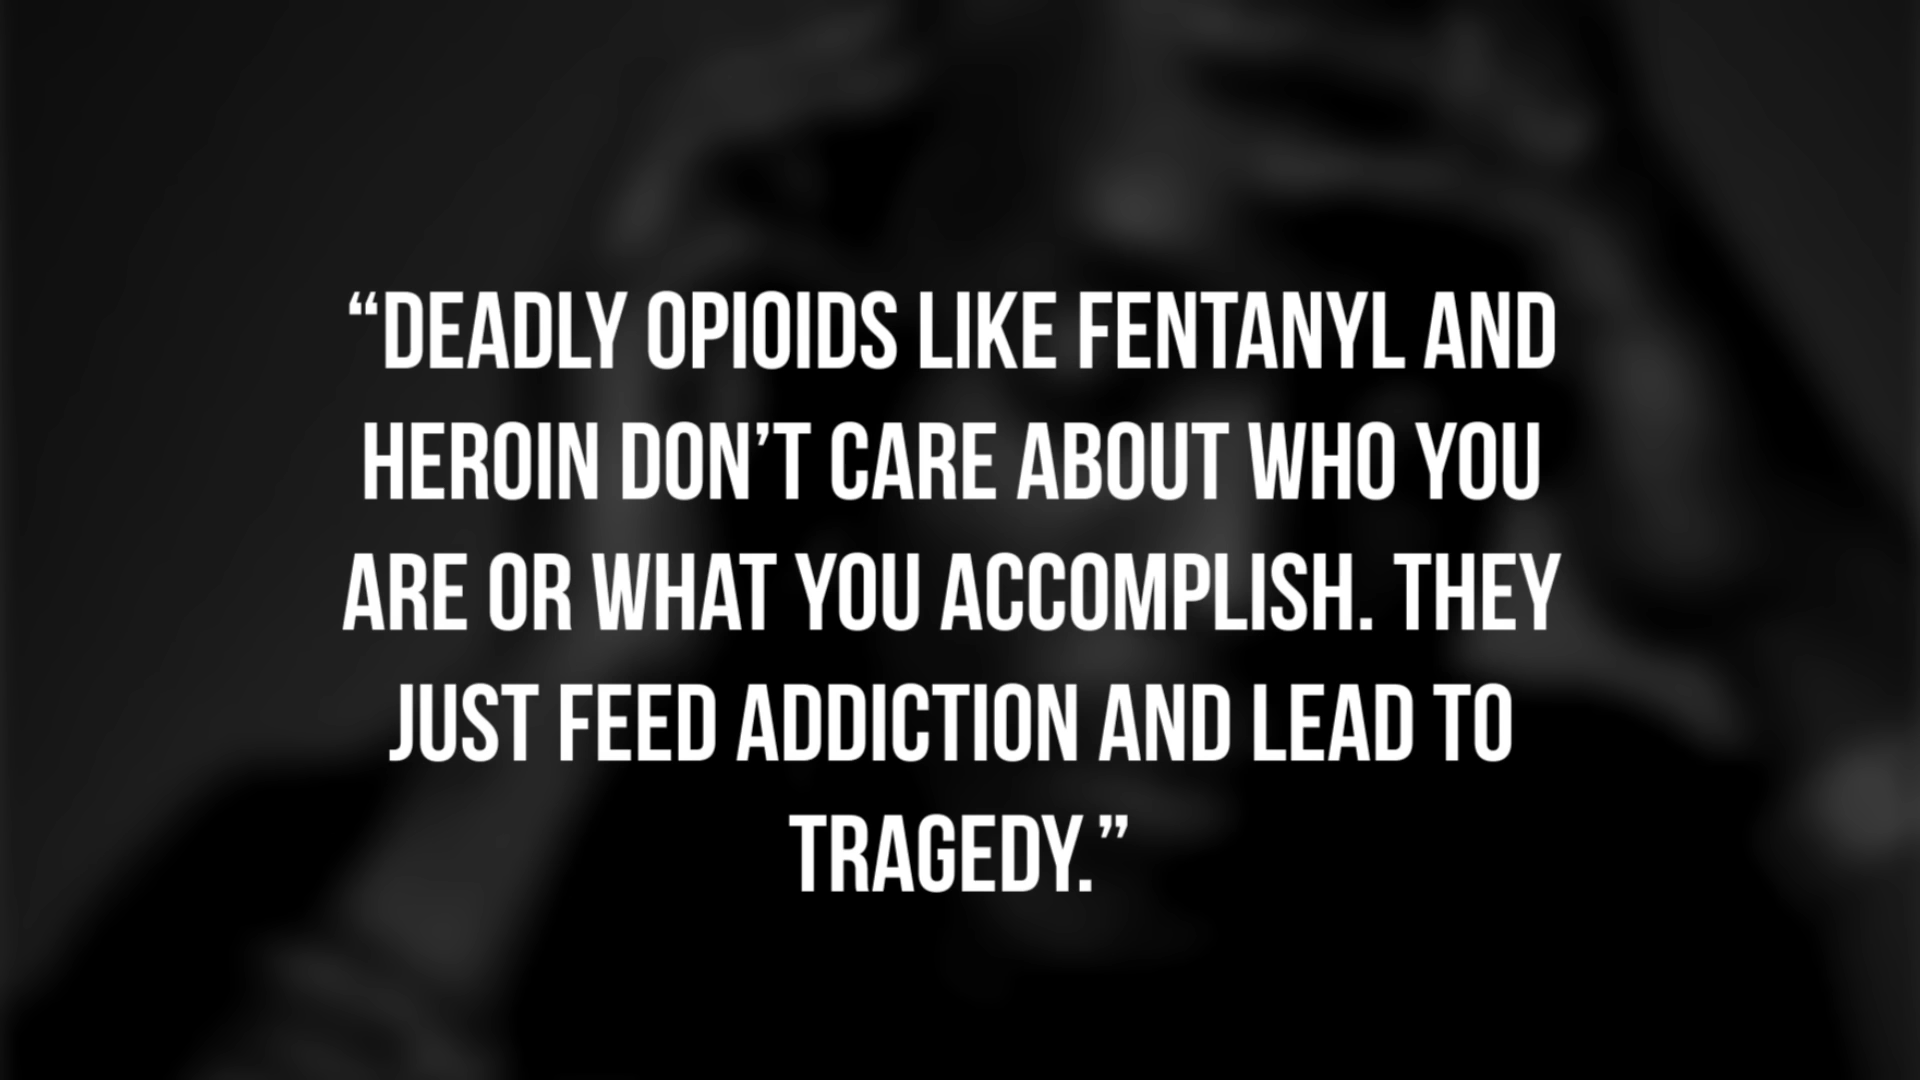 “DEADLY OPIOIDS LIKE FENTANYL AND
HEROIN DON’T CARE ABOUT WHO YOU
ARE OR WHAT YOU ACCOMPLISH. THEY
JUST FEED ADDICTION AND LEAD TO
TRAGEDY.”